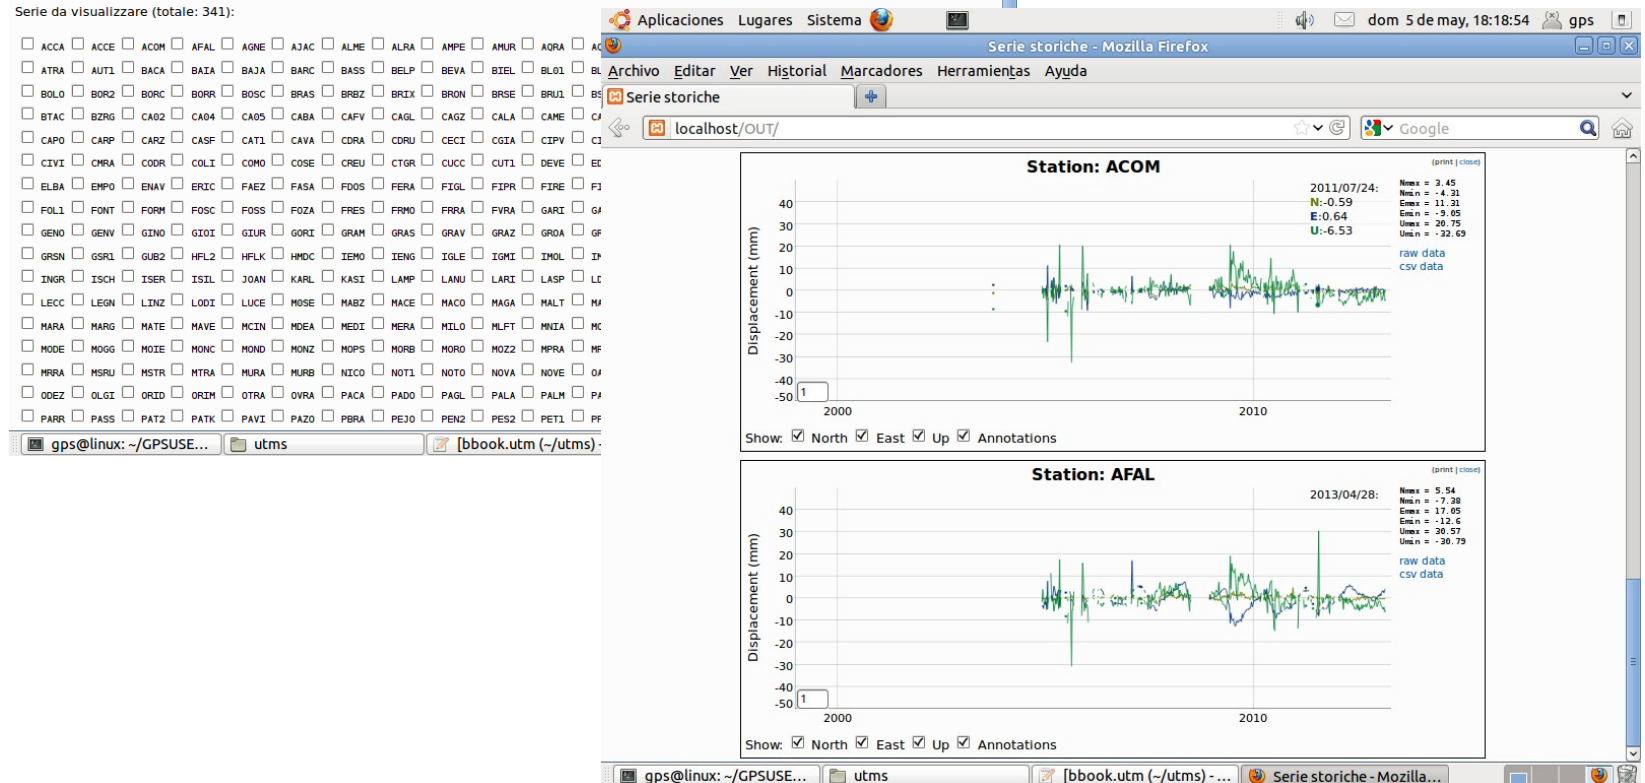 Serie da visualizzare (totale: 341):
ACCA ACCE ACOM AFAL AGNE AJAC ALME ALRA AMPE AMUR AQRA
ATRA AUT1 BACA BAIA BAJA BARC BASS BELP BEVA BIEL BL01
BOLO BOR2 BORC BORR BOSC BRAS BRBZ BRIX BRON BRSE BRU1
BTAC BZRG CA02 CA04 CA05 CABA CAFV CAGL CAGZ CALA CAME
CAPO CARP CARZ CASF CAT1 CAVA CDRA CDRU CECI CGIA CIPV
CIVI CMRA CODR COLI COMO COSE CREU CTGR CUCC CUT1 DEVE
ELBA EMPO ENAV ERIC FAEZ FASA FDOS FERA FIGL FIPR FIRE
FOL1 FONT FORM FOSC FOSS FOZA FRES FRMO FRRA FVRA GARI
GENO GENV GINO GIOI GIUR GORI GRAM GRAS GRAV GRAZ GROA
GRSN GSR1 GUB2 HFL2 HFLK HMDC IEMO IENG IGLE IGMI IMOL
INGR ISCH ISER ISIL JOAN KARL KASI LAMP LANU LARI LASP
LECC LEGN LINZ LODI LUCE M0SE MABZ MACE MACO MAGA MALT
MARA MARG MATE MAVE MCIN MDEA MEDI MERA MILO MLFT MNIA
MODE MOGG MOIE MONC MOND MONZ MOPS MORB MORO MOZ2 MPRA
MRRA MSRU MSTR MTRA MURA MURB NICO NOT1 NOTO NOVA NOVE
ODEZ OLGI ORID ORIM OTRA OVRA PACA PADO PAGL PALA PALM
PARR PASS PAT2 PATK PAVI PAZO PBRA PEJO PEN2 PES2 PET1
gps@linux: ~/GPSUSE... utms [bbook.utm (~/utms) -
Aplicaciones Lugares Sistema dom 5 de may, 18:18:54 gps
Serie storiche - Mozilla Firefox
Archivo Editar Ver Historial Marcadores Herramientas Ayuda
Serie storiche
localhost/OUT/ Google
Station: ACOM
(print | close)
2011/07/24:
N:-0.59
E:0.64
U:-6.53
Nmax = 3.45
Nmin = -4.31
Emax = 11.31
Emin = -9.05
Umax = 20.75
Umin = -32.69
raw data
csv data
Displacement (mm)
40
30
20
10
0
-10
-20
-30
-40
-50
1
2000 2010
Show: North East Up Annotations
Station: AFAL
(print | close)
2013/04/28:
Nmax = 5.54
Nmin = -7.38
Emax = 17.05
Emin = -12.6
Umax = 30.57
Umin = -30.79
raw data
csv data
Displacement (mm)
40
30
20
10
0
-10
-20
-30
-40
-50
1
2000 2010
Show: North East Up Annotations
gps@linux: ~/GPSUSE... utms [bbook.utm (~/utms) - ... Serie storiche - Mozilla...